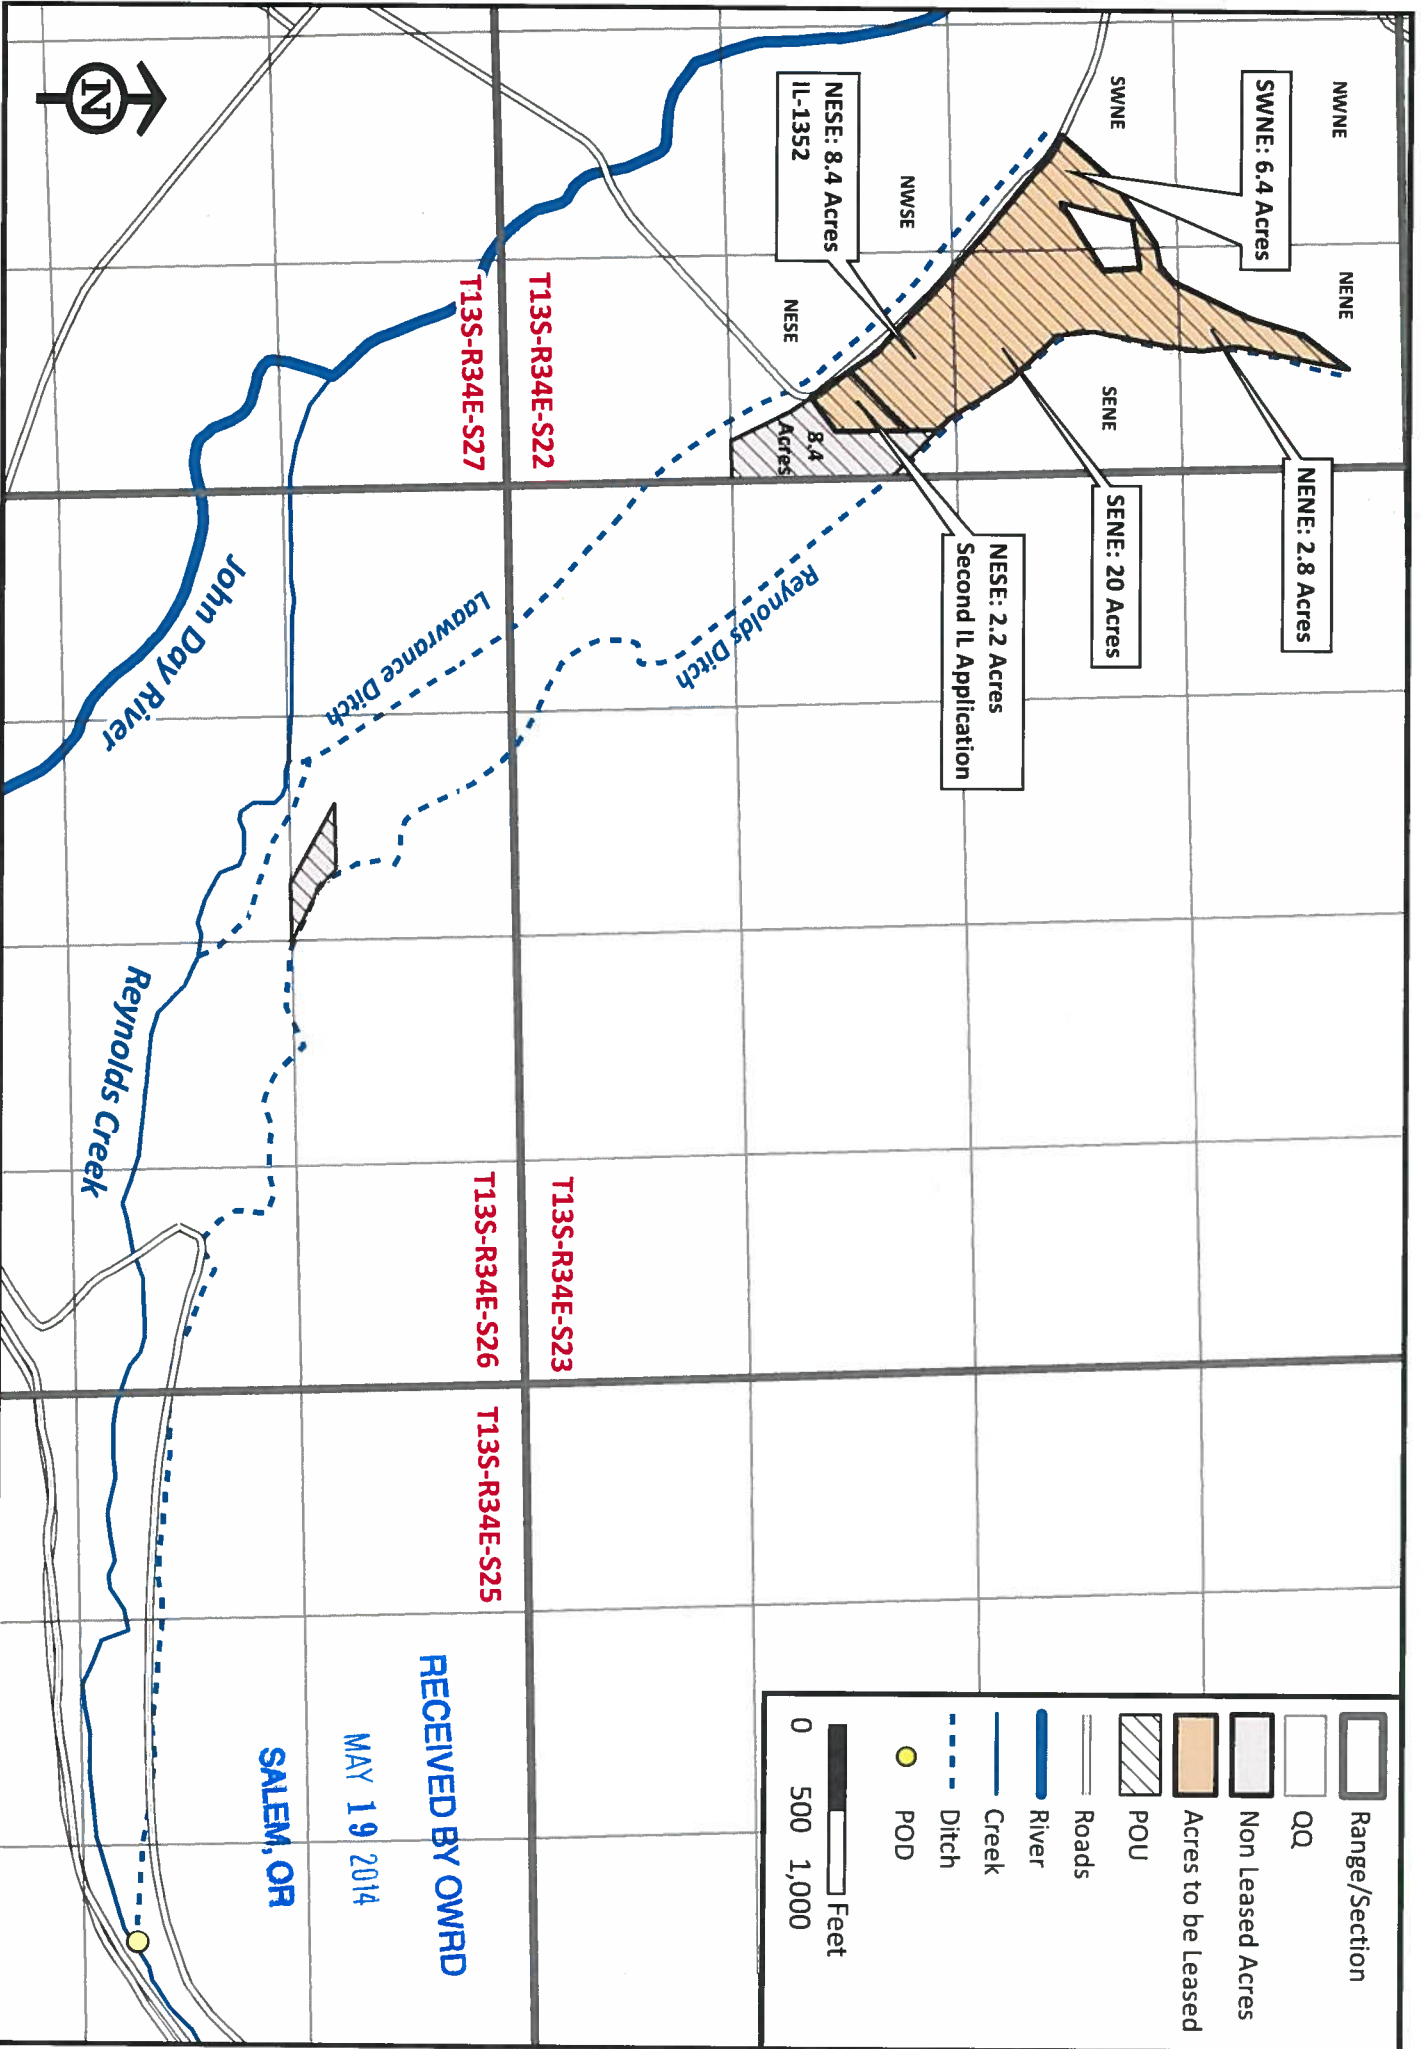 NWNE
NENE
SWNE: 6.4 Acres
SWNE
SENE
NENE: 2.8 Acres
SENE: 20 Acres
NWSE
NESE: 8.4 Acres
IL-1352
NESE
8.4
Acres
NESE: 2.2 Acres
Second IL Application
Reynolds Ditch
Laawrance Ditch
T13S-R34E-S22
T13S-R34E-S27
T13S-R34E-S23
T13S-R34E-S26
T13S-R34E-S25
John Day River
Reynolds Creek
N
Range/Section
QQ
Non Leased Acres
Acres to be Leased
POU
Roads
River
Creek
Ditch
POD
Feet
0 500 1,000
RECEIVED BY OWRD
MAY 19 2014
SALEM, OR